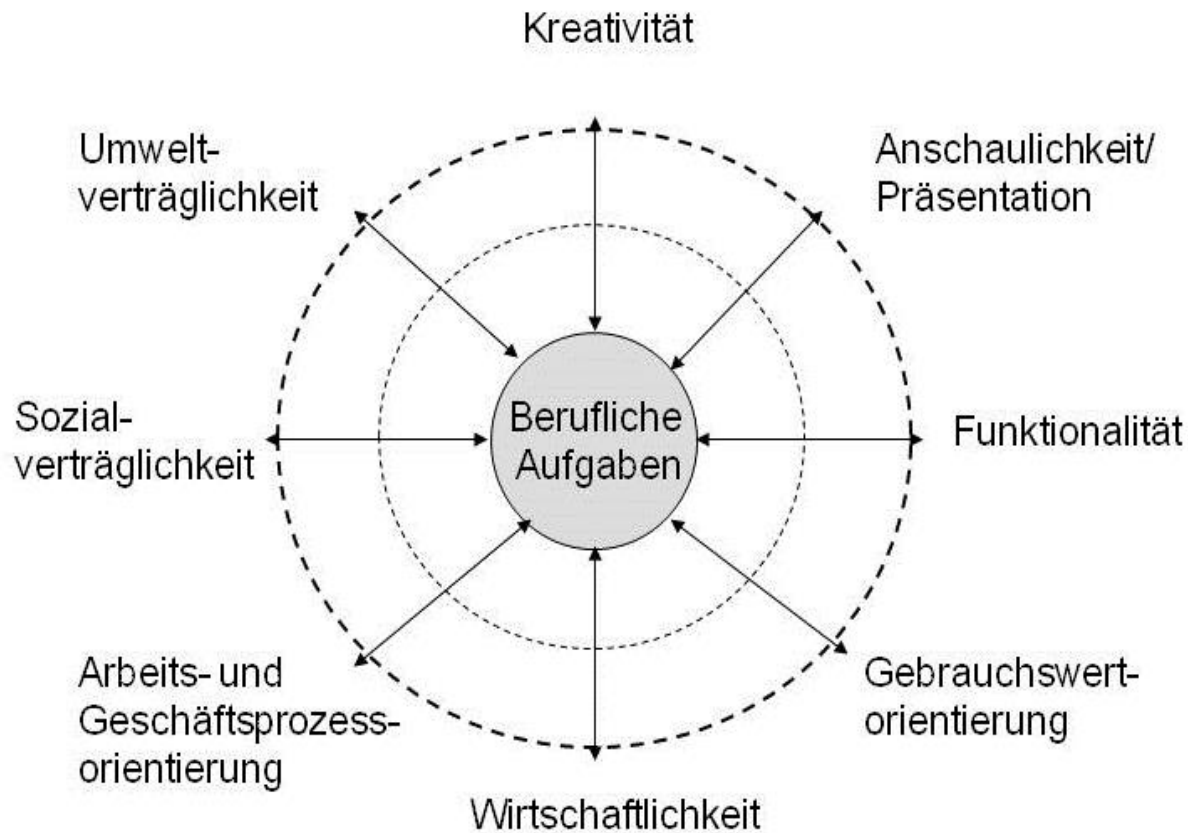 Kreativität
Umwelt-
verträglichkeit
Anschaulichkeit/
Präsentation
Sozial-
verträglichkeit
Berufliche
Aufgaben
Funktionalität
Arbeits- und
Geschäftsprozess-
orientierung
Gebrauchswert-
orientierung
Wirtschaftlichkeit